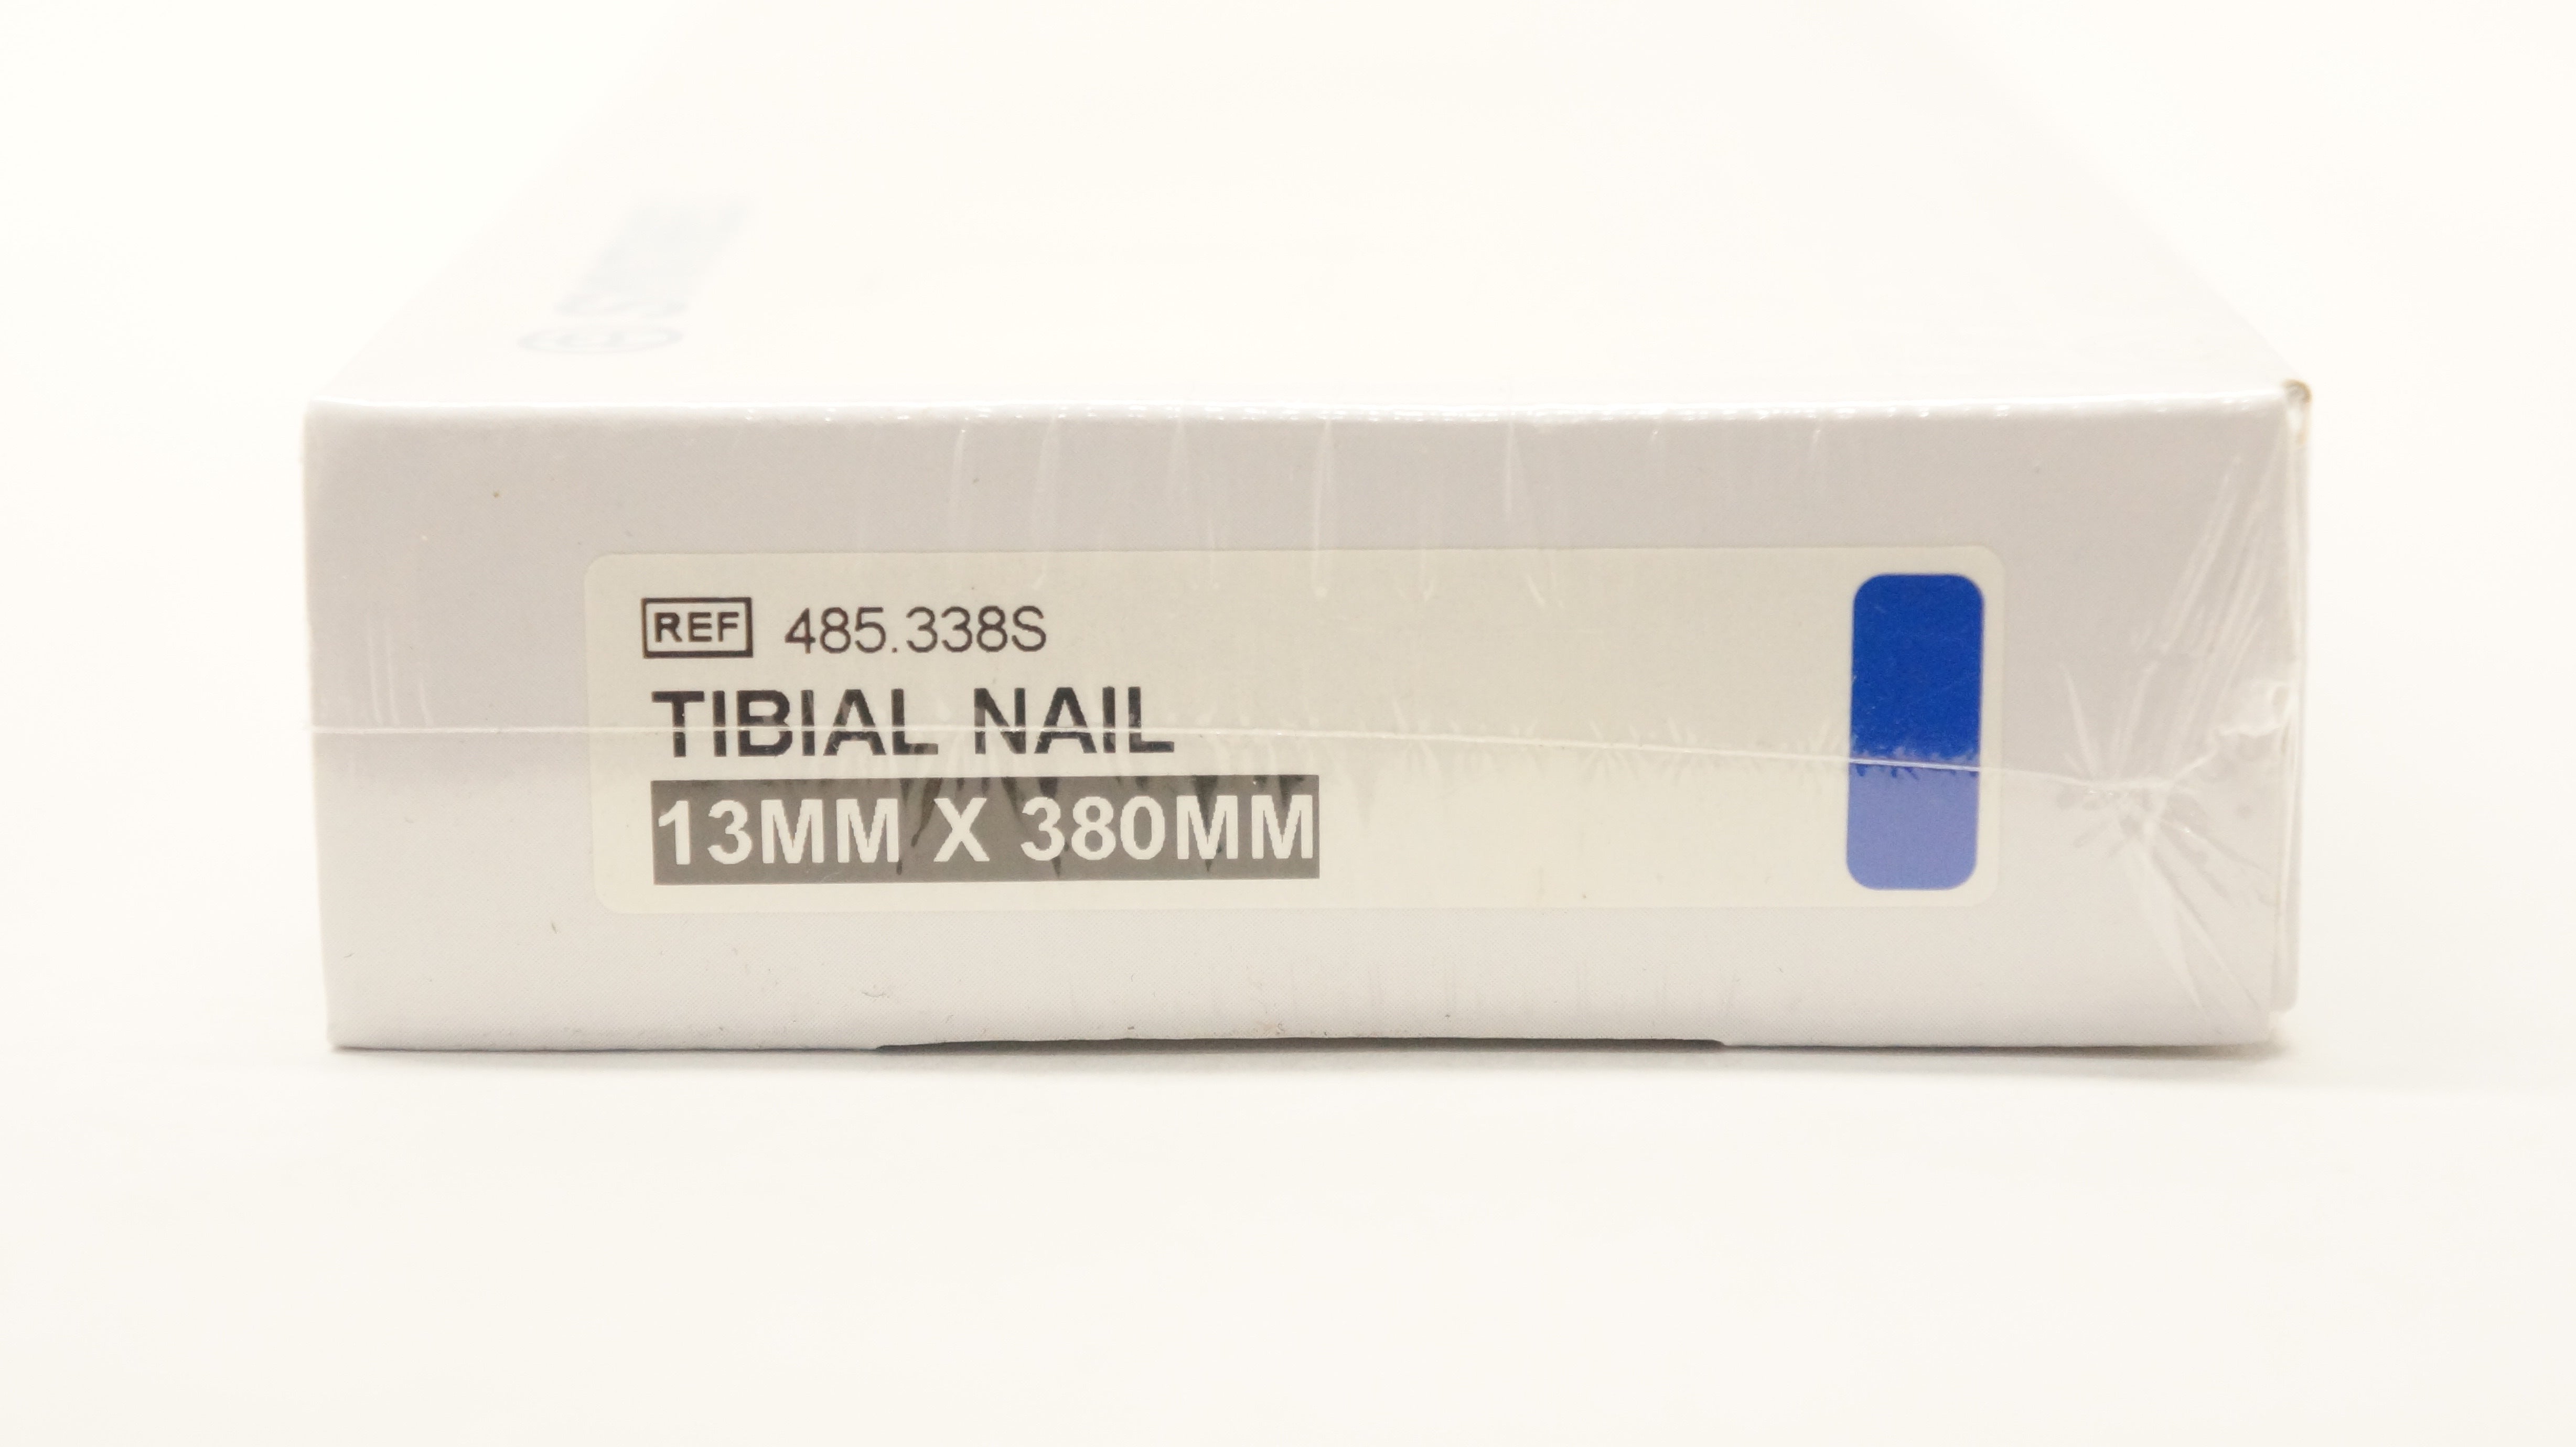 REF 485.338S
TIBIAL NAIL
13MM X 380MM